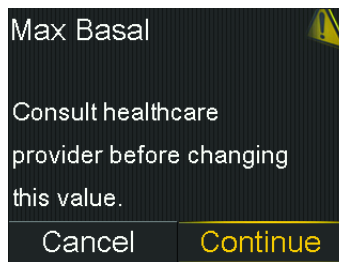 Max Basal
Consult healthcare
provider before changing
this value.
Cancel Continue